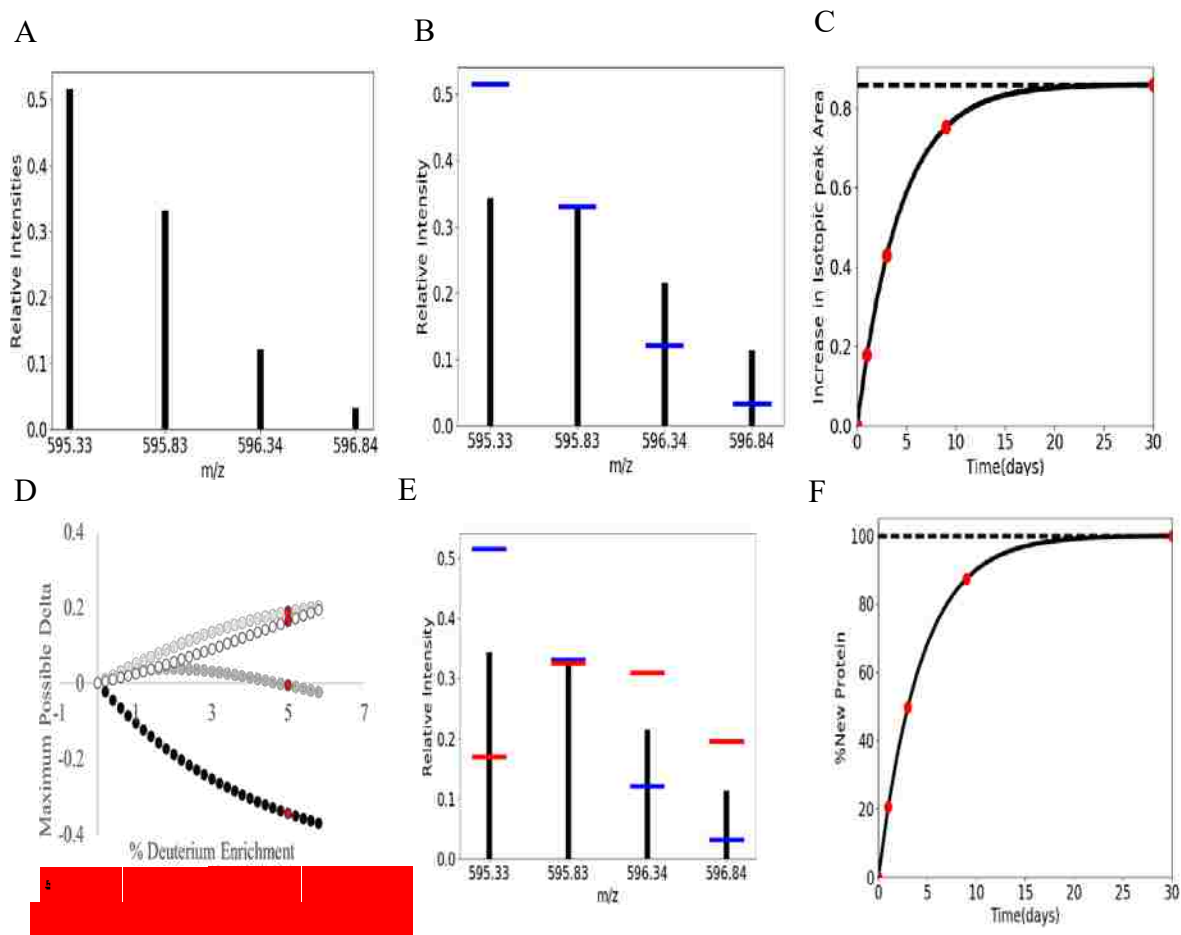 A
Relative Intensities
0.5
0.4
0.3
0.2
0.1
0.0
595.33 595.83 596.34 596.84
m/z
B
Relative Intensity
0.5
0.4
0.3
0.2
0.1
0.0
595.33 595.83 596.34 596.84
m/z
C
Increase in Isotopic peak Area
0.8
0.6
0.4
0.2
0.0
0 5 10 15 20 25 30
Time(days)
D
Maximum Possible Delta
0.4
0.2
0
-0.2
-0.4
-1 1 3 5 7
% Deuterium Enrichment
E
Relative Intensity
0.5
0.4
0.3
0.2
0.1
0.0
595.33 595.83 596.34 596.84
m/z
F
%New Protein
100
80
60
40
20
0
0 5 10 15 20 25 30
Time(days)